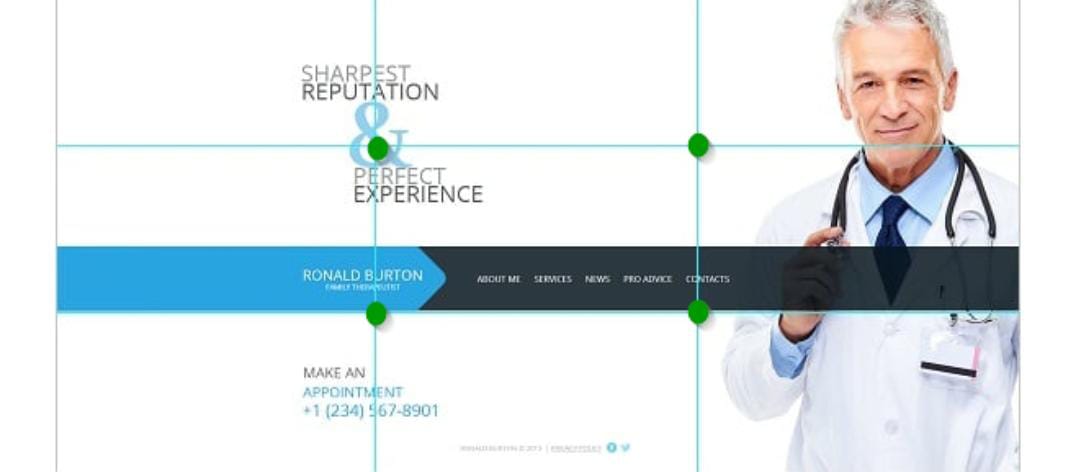 SHARPEST
REPUTATION
&
PERFECT
EXPERIENCE
RONALD BURTON
FAMILY THERAPEUTIST
ABOUT ME SERVICES NEWS PRO ADVICE CONTACTS
MAKE AN
APPOINTMENT
+1 (234) 567-8901
RONALD BURTON © 2013 | PRIVACY POLICY